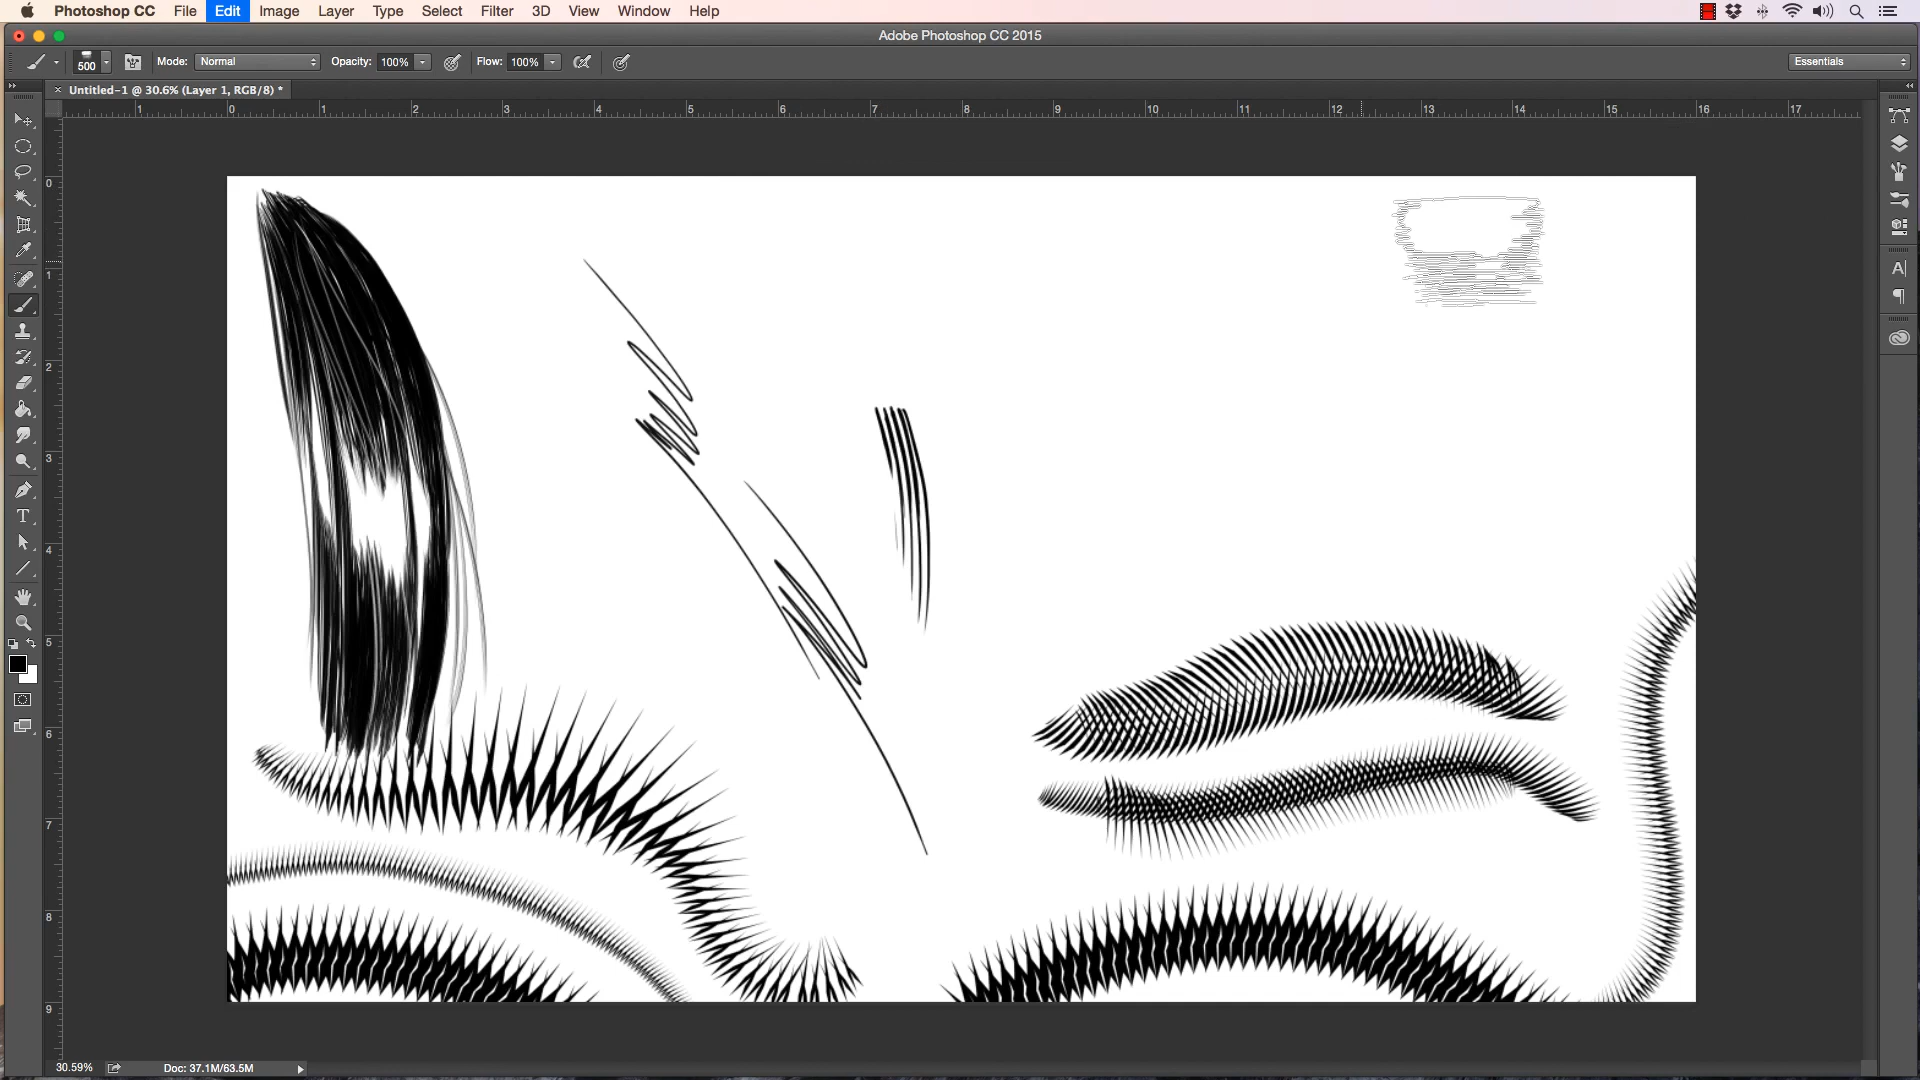 Photoshop CC File Edit Image Layer Type Select Filter 3D View Window Help
Adobe Photoshop CC 2015
500 Mode: Normal Opacity: 100% Flow: 100% Essentials
× Untitled-1 @ 30.6% (Layer 1, RGB/8) *
1 0 1 2 3 4 5 6 7 8 9 10 11 12 13 14 15 16 17
0
1
2
3
4
5
6
7
8
9
T
A
30.59% Doc: 37.1M/63.5M